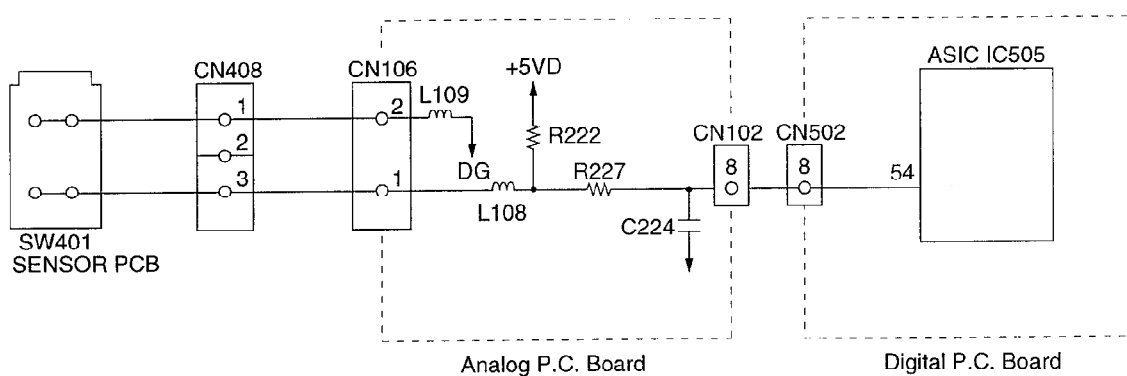 ASIC IC505
CN408
CN106
+5VD
L109
1
2
R222
CN102
CN502
2
DG
R227
8
8
3
1
54
L108
C224
SW401
SENSOR PCB
Analog P.C. Board
Digital P.C. Board